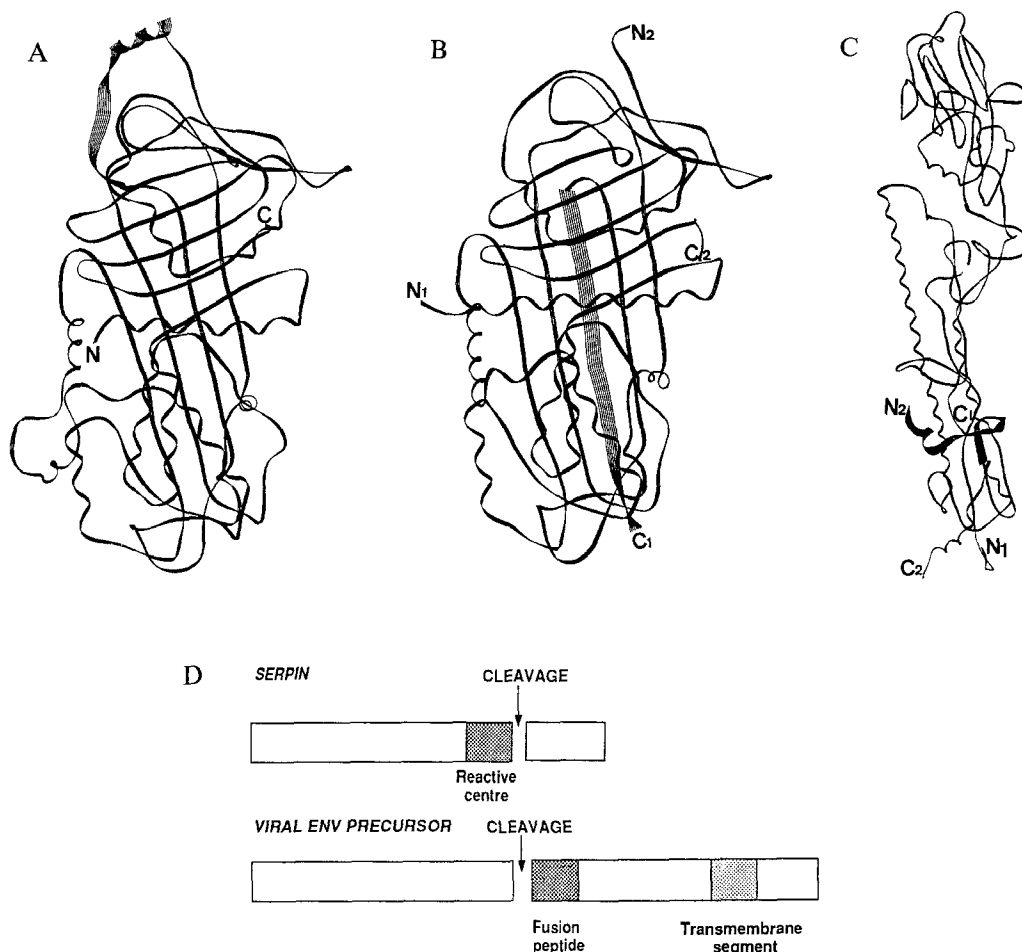 A
B
C
N2
C
N
N1
C2
C1
N2
C1
C2
N1
D
SERPIN
CLEAVAGE
Reactive
centre
VIRAL ENV PRECURSOR
CLEAVAGE
Fusion
peptide
Transmembrane
segment